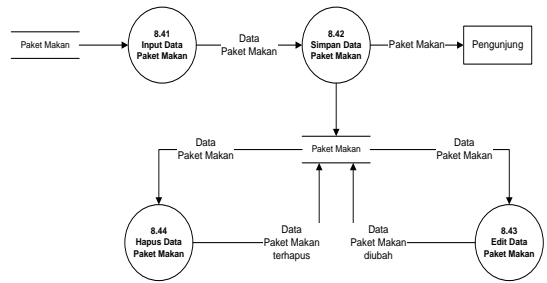 Paket Makan
8.41
Input Data
Paket Makan
Data
Paket Makan
8.42
Simpan Data
Paket Makan
Paket Makan
Pengunjung
Data
Paket Makan
Paket Makan
Data
Paket Makan
8.44
Hapus Data
Paket Makan
Data
Paket Makan
terhapus
Data
Paket Makan
diubah
8.43
Edit Data
Paket Makan